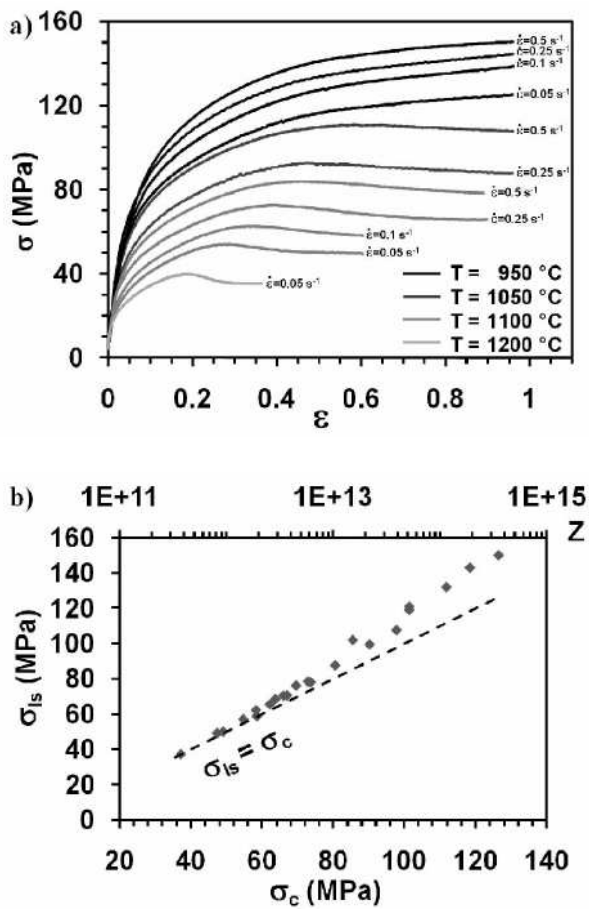 a)
160
120
80
40
0
σ (MPa)
ε̇=0.5 s⁻¹
ε̇=0.25 s⁻¹
ε̇=0.1 s⁻¹
ε̇=0.05 s⁻¹
ε̇=0.5 s⁻¹
ε̇=0.25 s⁻¹
ε̇=0.5 s⁻¹
ε̇=0.25 s⁻¹
ε̇=0.1 s⁻¹
ε̇=0.05 s⁻¹
ε̇=0.05 s⁻¹
T = 950 °C
T = 1050 °C
T = 1100 °C
T = 1200 °C
0 0.2 0.4 0.6 0.8 1
ε
b)
1E+11 1E+13 1E+15
Z
160
140
120
100
80
60
40
20
0
σls (MPa)
σls = σc
20 40 60 80 100 120 140
σc (MPa)